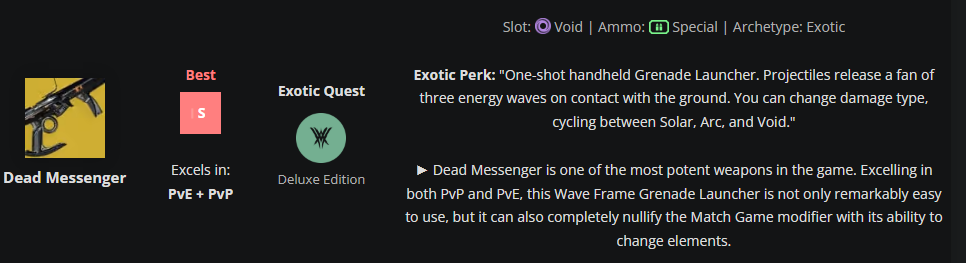 Slot: Void | Ammo: Special | Archetype: Exotic
Dead Messenger
Best
S
Excels in:
PvE + PvP
Exotic Quest
Deluxe Edition
Exotic Perk: "One-shot handheld Grenade Launcher. Projectiles release a fan of
three energy waves on contact with the ground. You can change damage type,
cycling between Solar, Arc, and Void."
► Dead Messenger is one of the most potent weapons in the game. Excelling in
both PvP and PvE, this Wave Frame Grenade Launcher is not only remarkably easy
to use, but it can also completely nullify the Match Game modifier with its ability to
change elements.